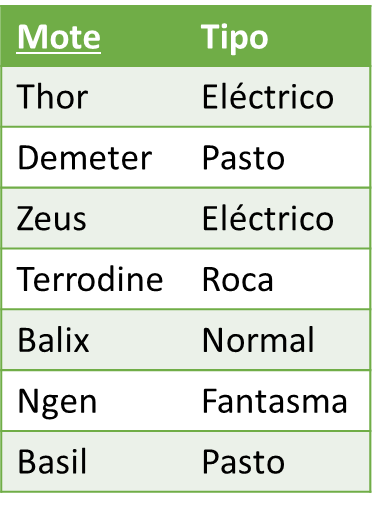 Mote Tipo
Thor Eléctrico
Demeter Pasto
Zeus Eléctrico
Terrodine Roca
Balix Normal
Ngen Fantasma
Basil Pasto